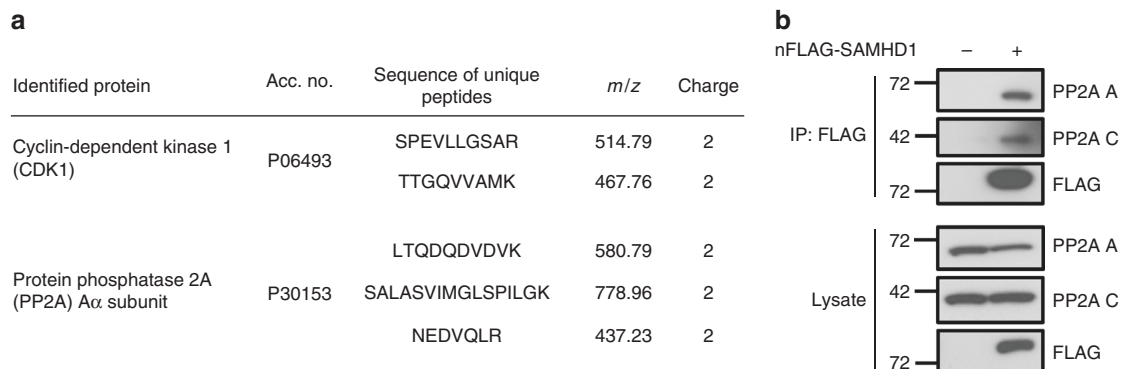 a
Identified protein Acc. no. Sequence of unique peptides m/z Charge
Cyclin-dependent kinase 1 (CDK1) P06493 SPEVLLGSAR 514.79 2
TTGQVVAMK 467.76 2
Protein phosphatase 2A (PP2A) Aα subunit P30153 LTQDQDVDVK 580.79 2
SALASVIMGLSPILGK 778.96 2
NEDVQLR 437.23 2
b
nFLAG-SAMHD1 – +
IP: FLAG
72 PP2A A
42 PP2A C
72 FLAG
Lysate
72 PP2A A
42 PP2A C
72 FLAG